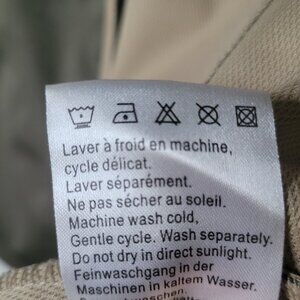 Laver à froid en machine,
cycle délicat.
Laver séparément.
Ne pas sécher au soleil.
Machine wash cold,
Gentle cycle. Wash separately.
Do not dry in direct sunlight.
Feinwaschgang in der
Maschinen in kaltem Wasser.